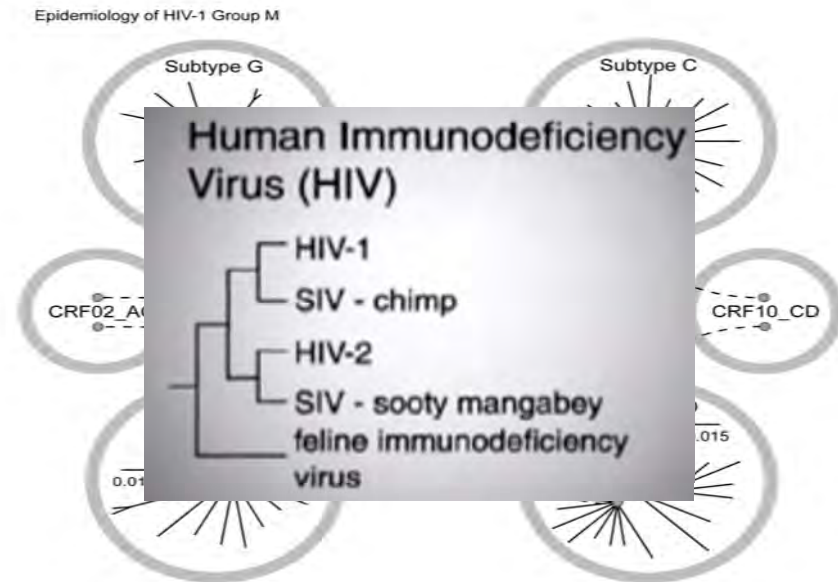 Epidemiology of HIV-1 Group M
Subtype G
Subtype C
Human Immunodeficiency
Virus (HIV)
HIV-1
SIV - chimp
CRF10_CD
HIV-2
SIV - sooty mangabey
feline immunodeficiency
virus